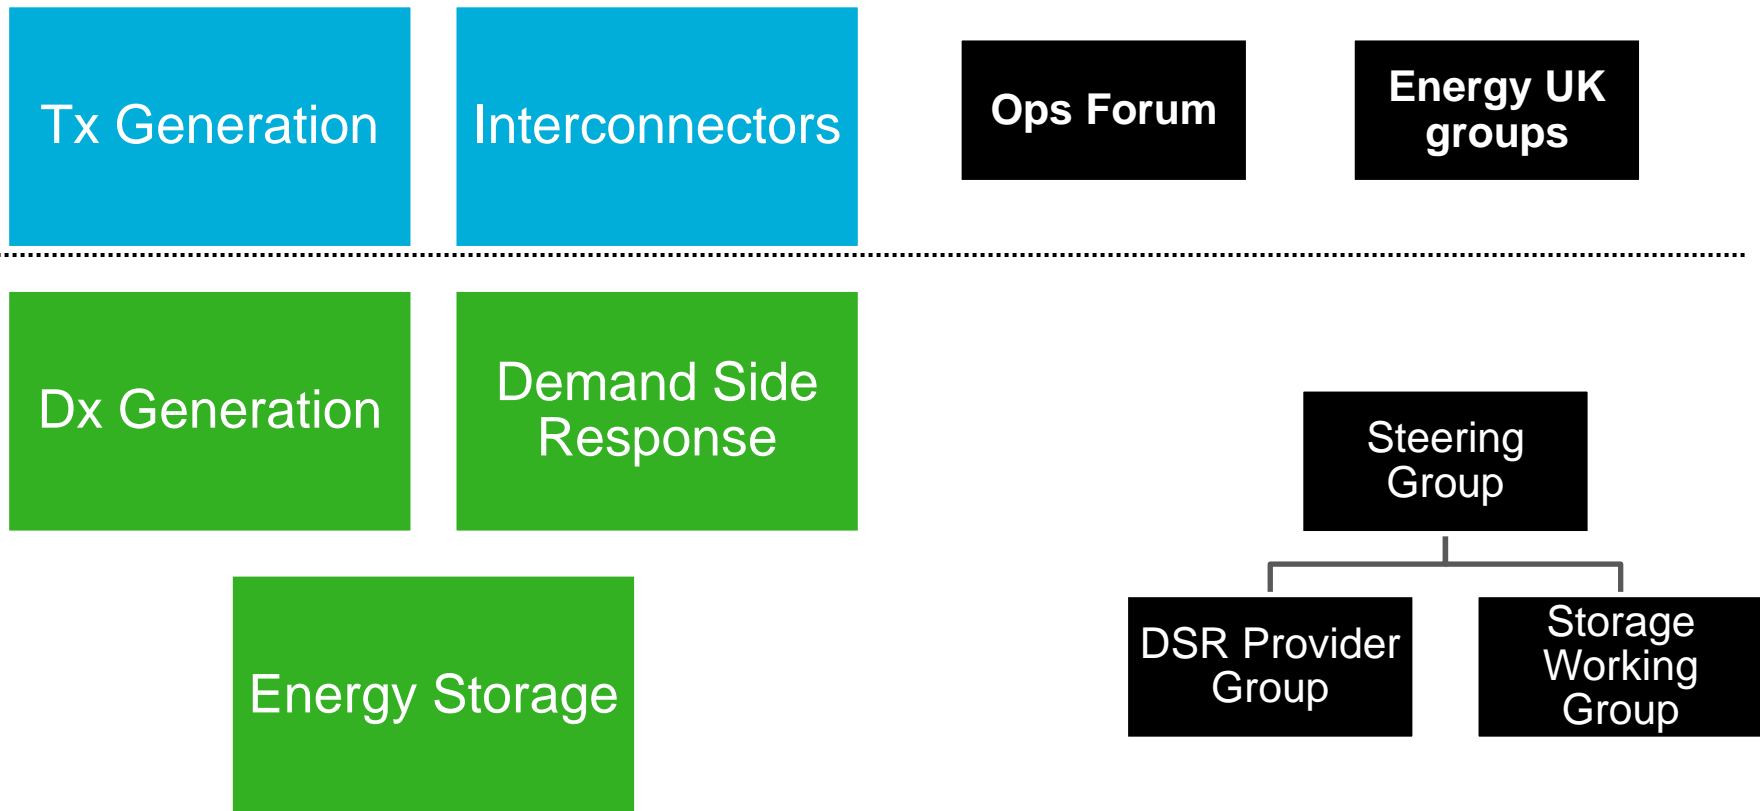 Tx Generation
Interconnectors
Ops Forum
Energy UK
groups
Dx Generation
Demand Side
Response
Steering
Group
Energy Storage
DSR Provider
Group
Storage
Working
Group